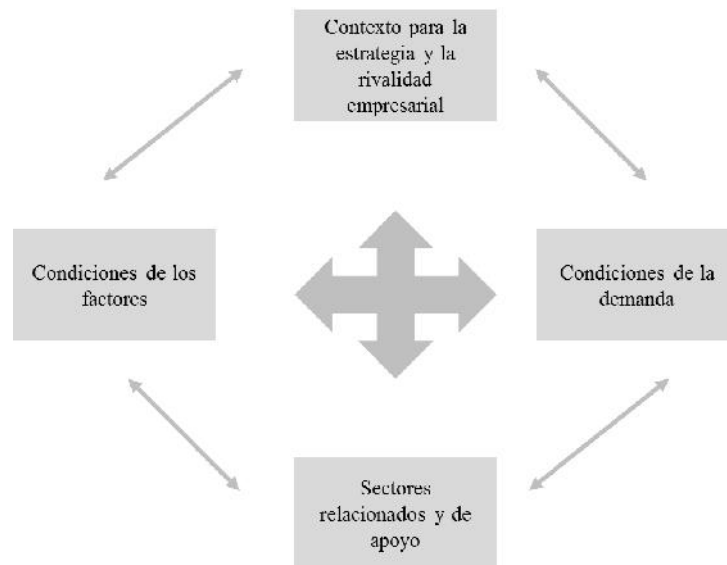 Contexto para la
estrategia y la
rivalidad
empresarial
Condiciones de los
factores
Condiciones de la
demanda
Sectores
relacionados y de
apoyo